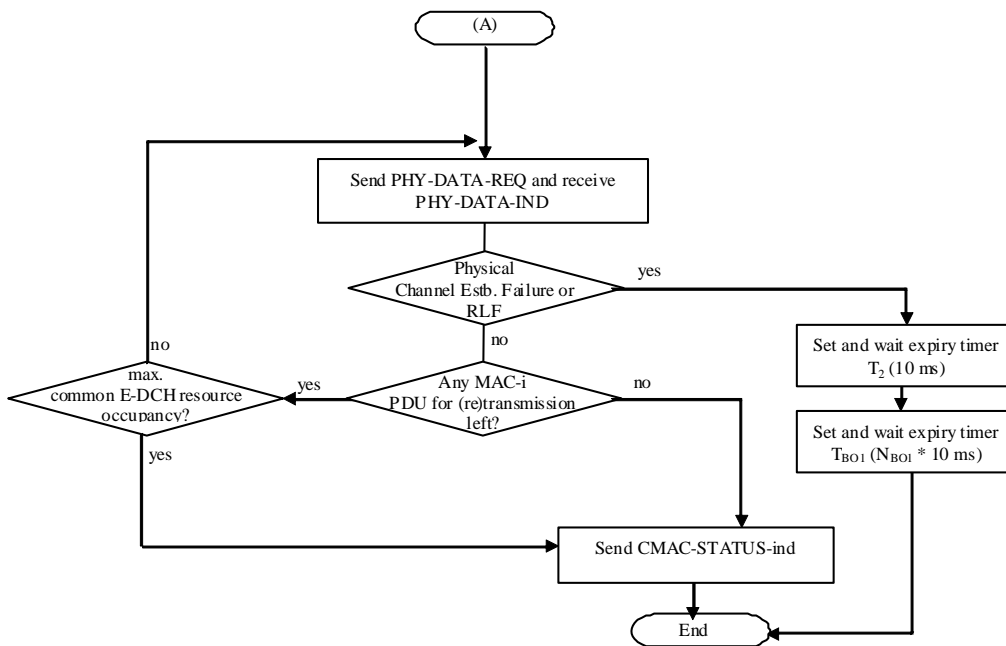 (A)
Send PHY-DATA-REQ and receive
PHY-DATA-IND
Physical
Channel Estb. Failure or
RLF
yes
no
Set and wait expiry timer
T₂ (10 ms)
Set and wait expiry timer
T_BO1 (N_BO1 * 10 ms)
Any MAC-i
PDU for (re)transmission
left?
yes
no
max.
common E-DCH resource
occupancy?
no
yes
Send CMAC-STATUS-ind
End